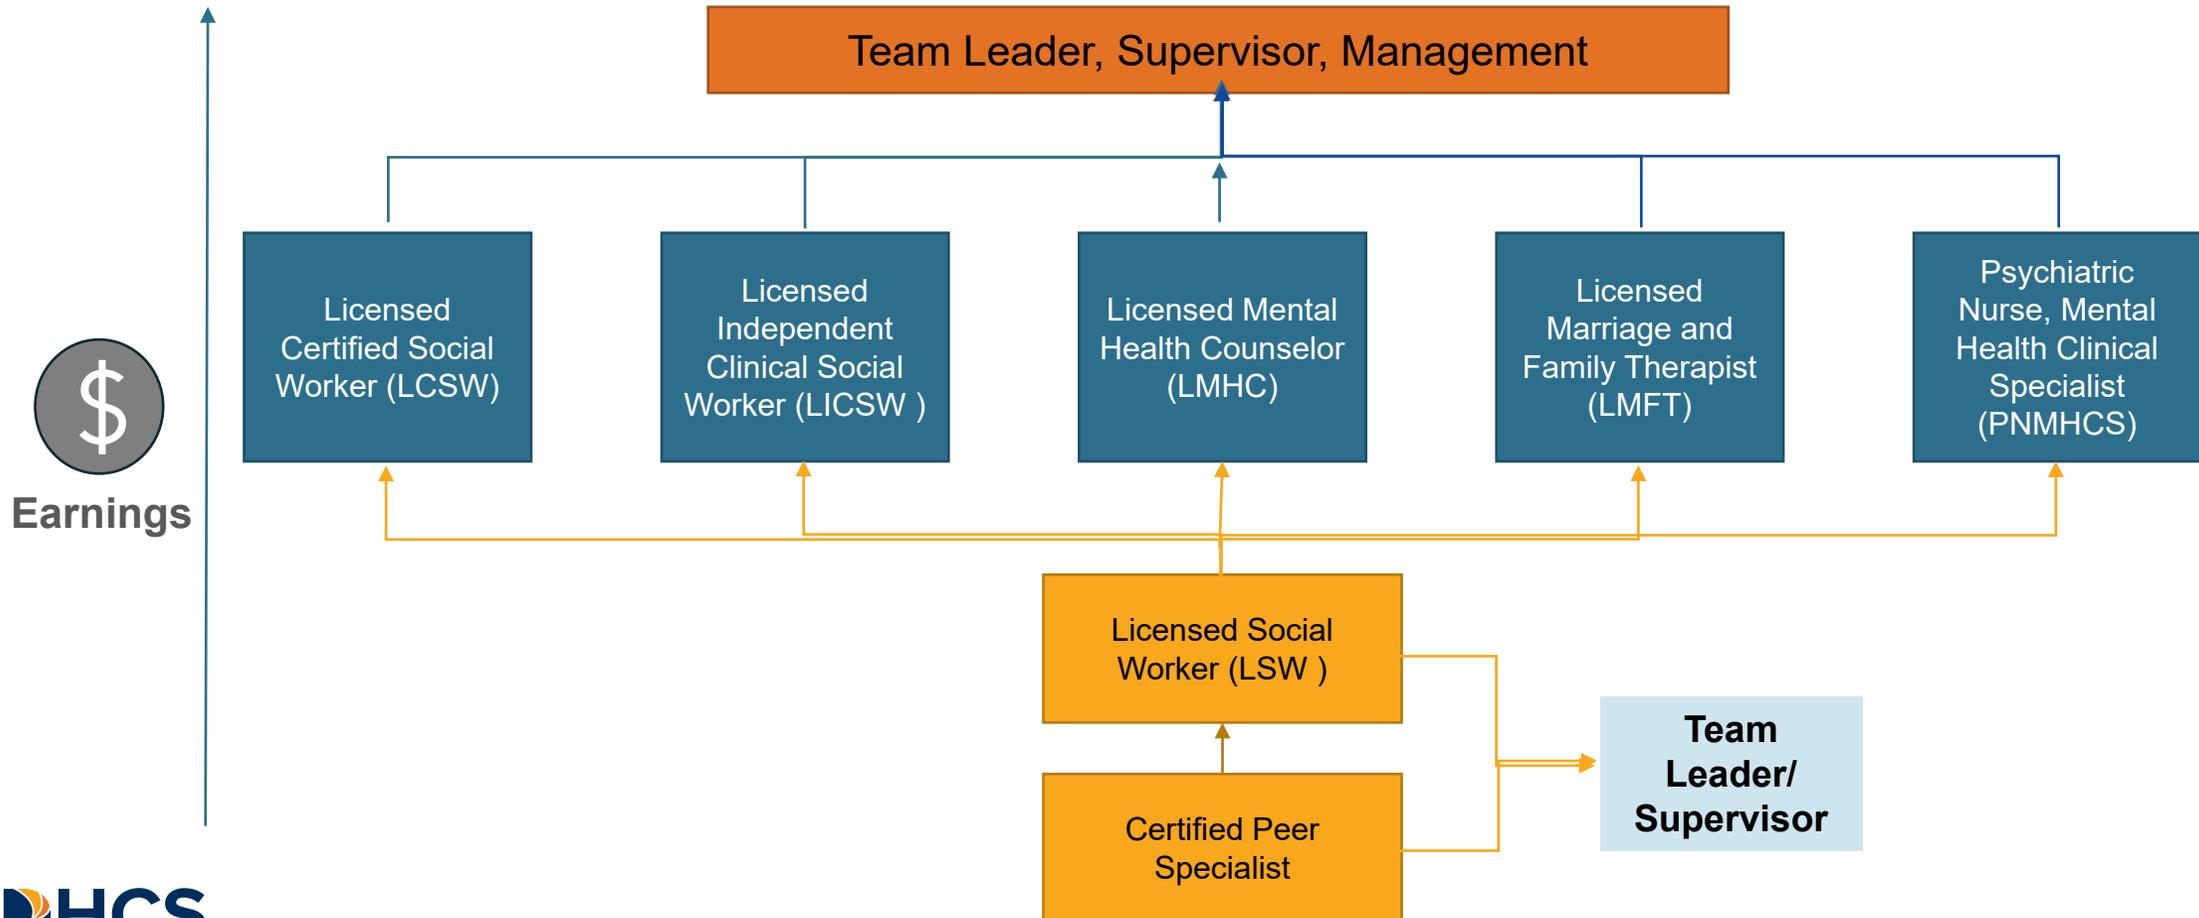 Team Leader, Supervisor, Management
Licensed
Certified Social
Worker (LCSW)
Licensed
Independent
Clinical Social
Worker (LICSW )
Licensed Mental
Health Counselor
(LMHC)
Licensed
Marriage and
Family Therapist
(LMFT)
Psychiatric
Nurse, Mental
Health Clinical
Specialist
(PNMHCS)
$
Earnings
Licensed Social
Worker (LSW )
Team
Leader/
Supervisor
Certified Peer
Specialist
HCS